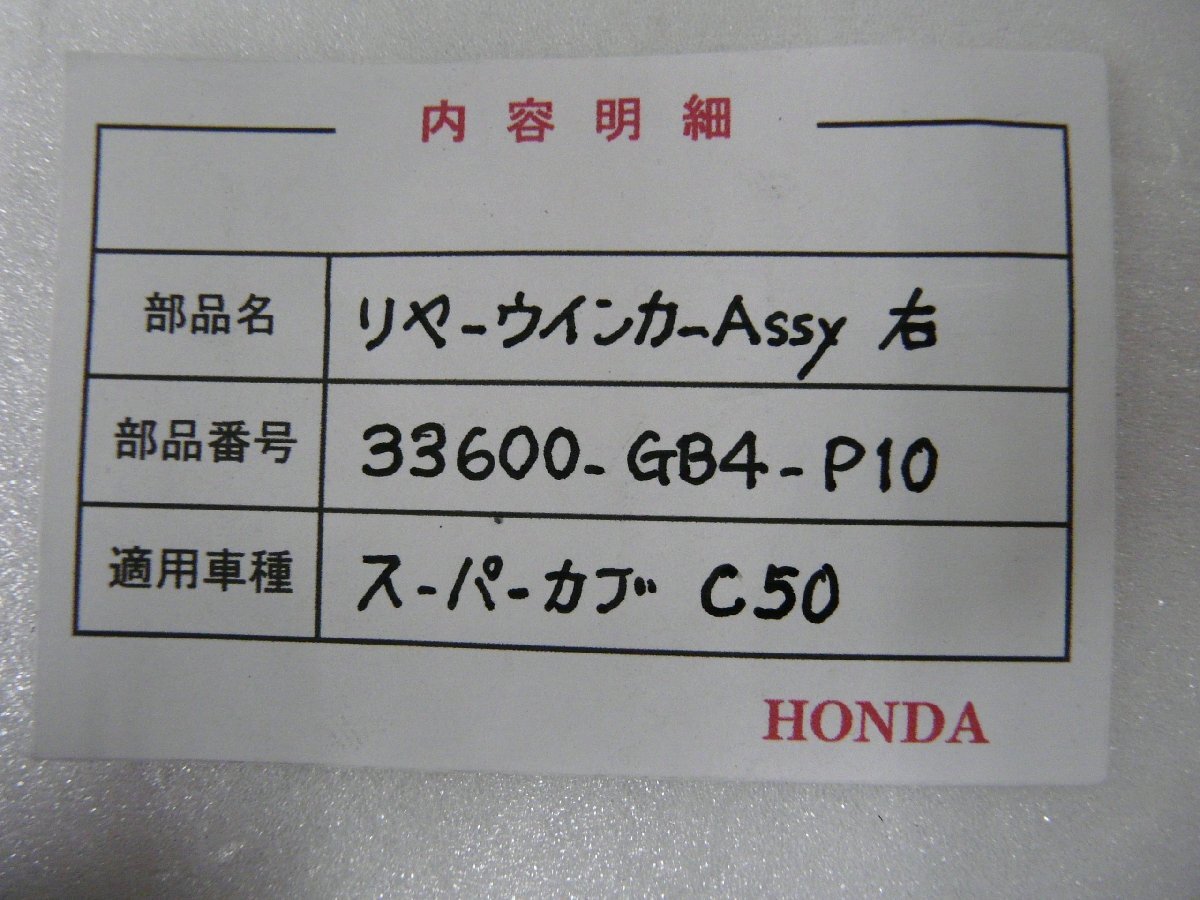 内容明細
部品名 リヤーウインカーAssy 右
部品番号 33600-GB4-P10
適用車種 スーパーカブ C50
HONDA